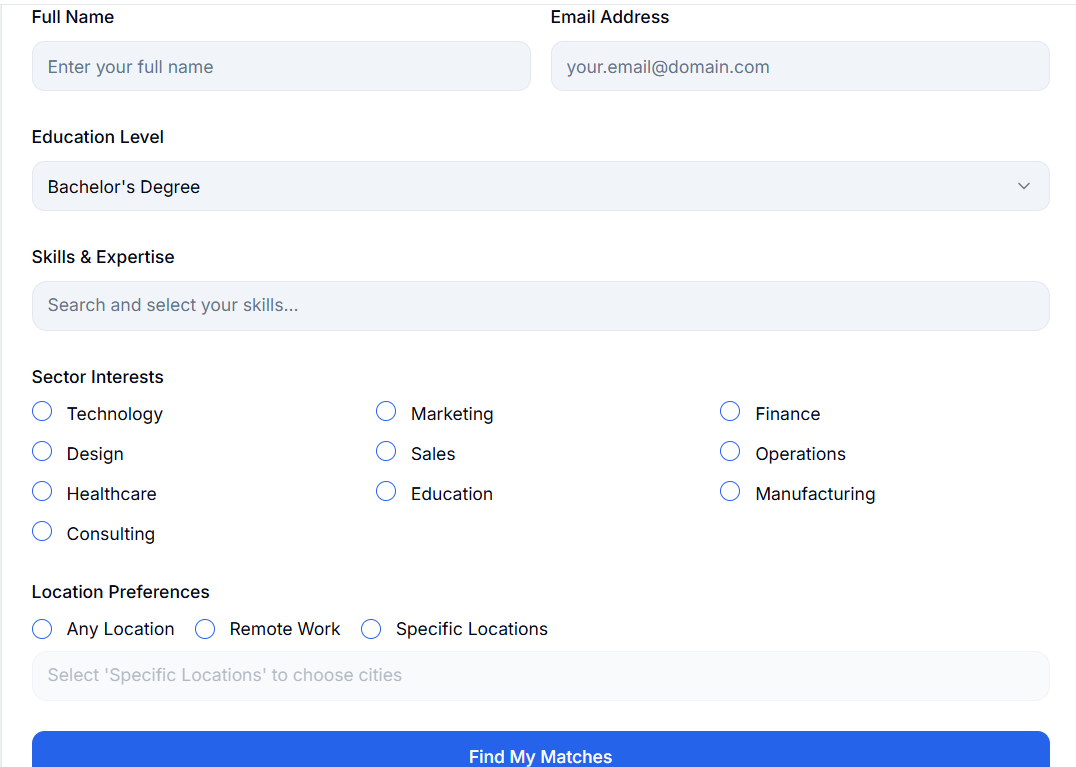 Full Name
Email Address
Enter your full name
your.email@domain.com
Education Level
Bachelor's Degree
Skills & Expertise
Search and select your skills...
Sector Interests
Technology
Marketing
Finance
Design
Sales
Operations
Healthcare
Education
Manufacturing
Consulting
Location Preferences
Any Location
Remote Work
Specific Locations
Select 'Specific Locations' to choose cities
Find My Matches